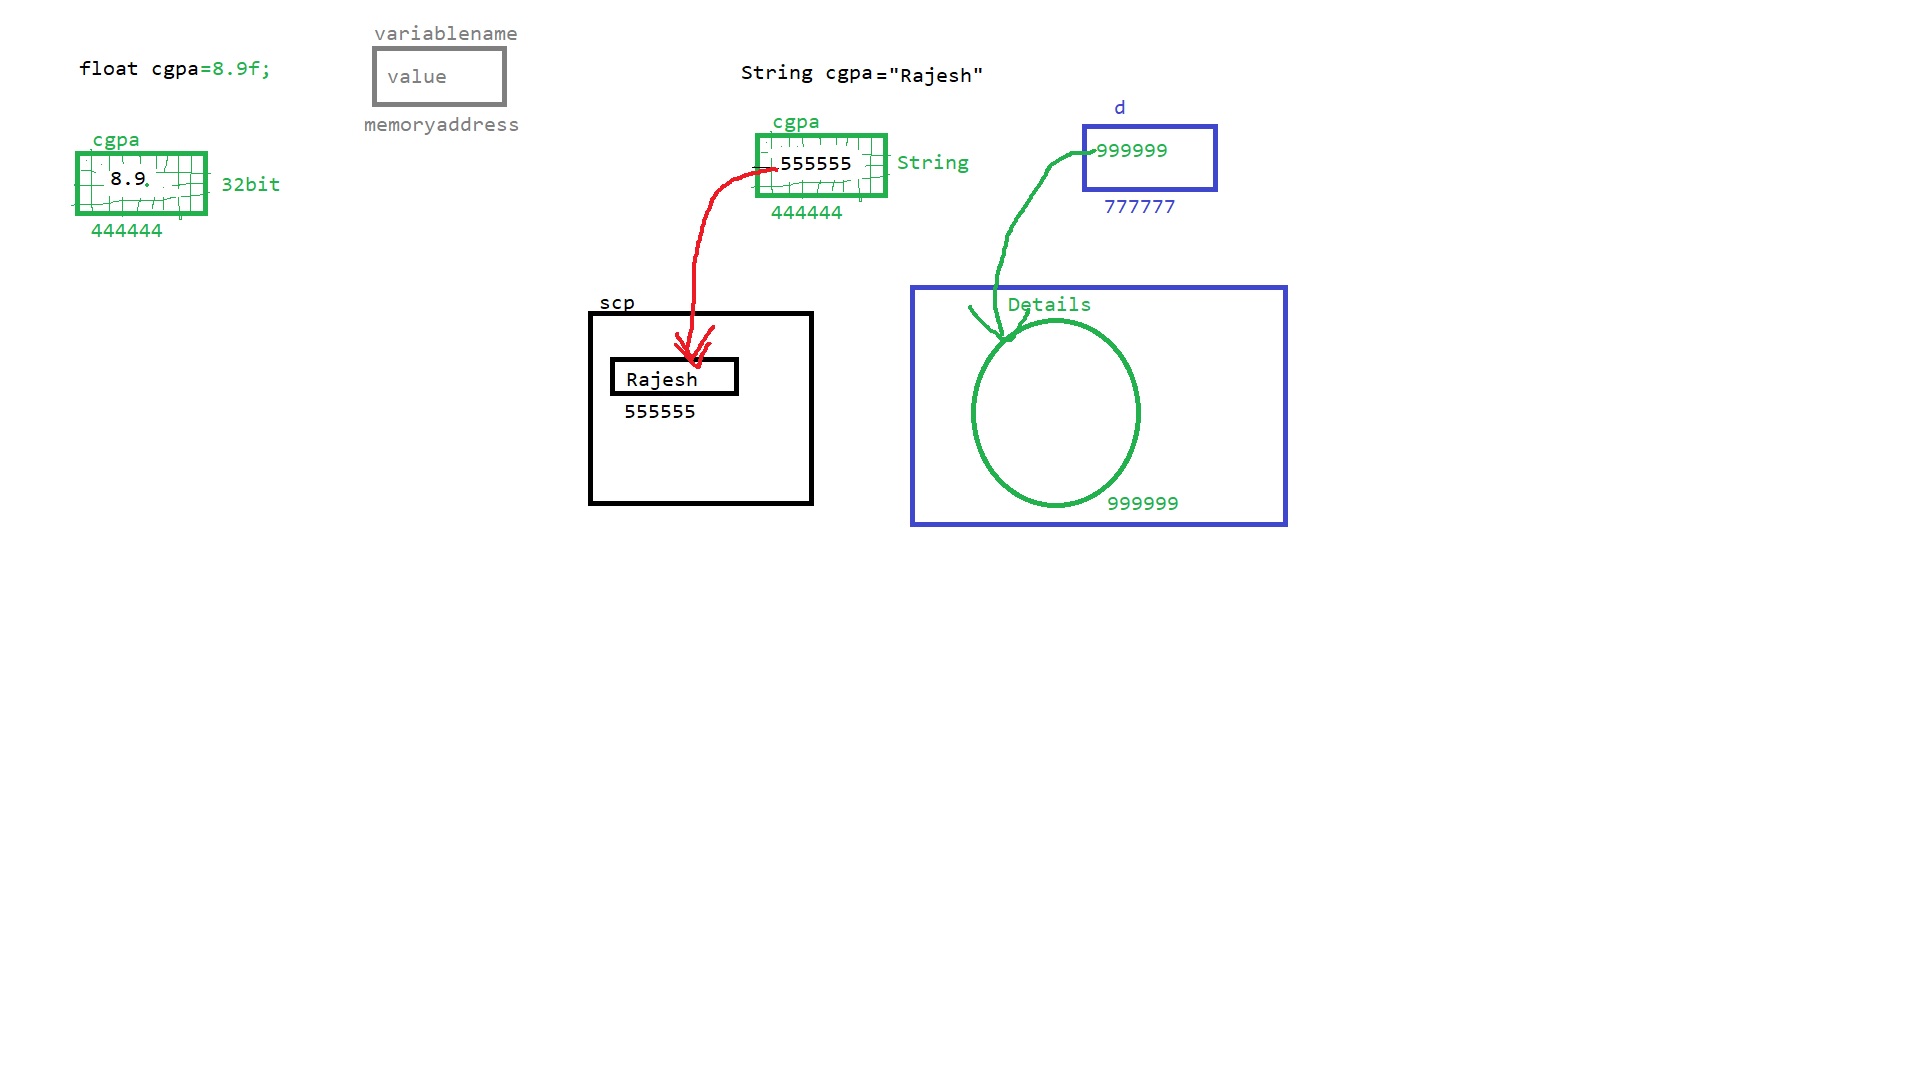 variablename
float cgpa=8.9f;
value
memoryaddress
cgpa
8.9
32bit
444444
String cgpa="Rajesh"
cgpa
555555
String
444444
scp
Rajesh
555555
d
999999
777777
Details
999999